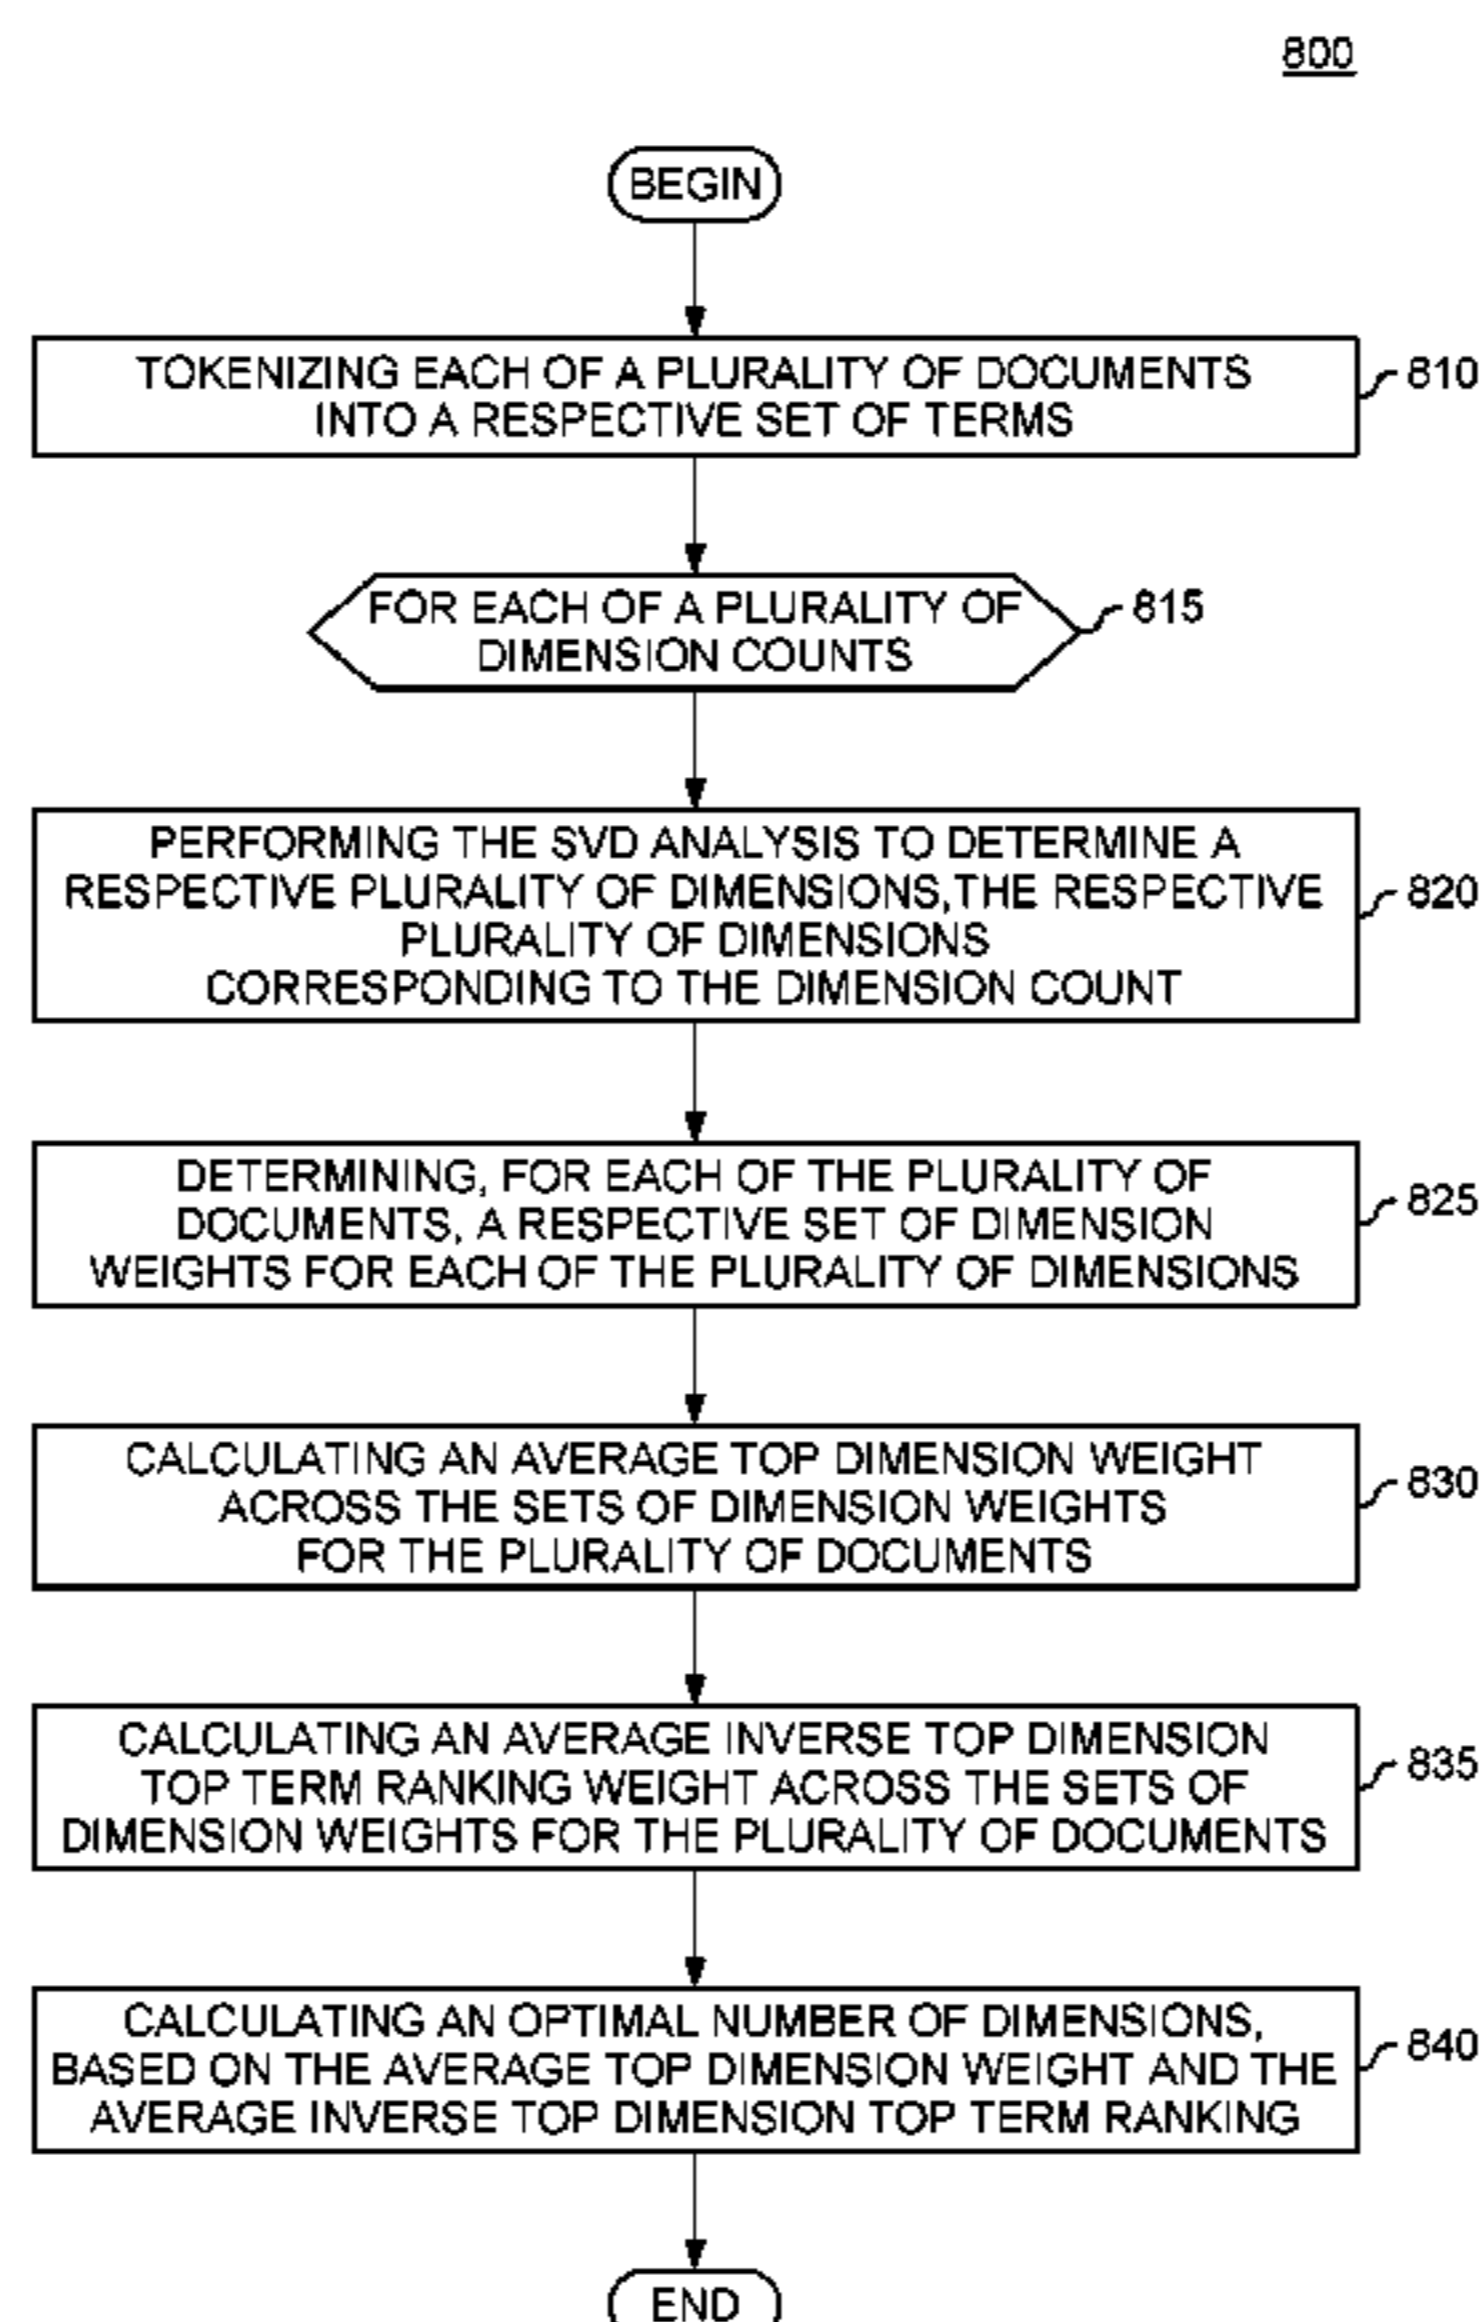 800
BEGIN
TOKENIZING EACH OF A PLURALITY OF DOCUMENTS
INTO A RESPECTIVE SET OF TERMS
810
FOR EACH OF A PLURALITY OF
DIMENSION COUNTS
815
PERFORMING THE SVD ANALYSIS TO DETERMINE A
RESPECTIVE PLURALITY OF DIMENSIONS,THE RESPECTIVE
PLURALITY OF DIMENSIONS
CORRESPONDING TO THE DIMENSION COUNT
820
DETERMINING, FOR EACH OF THE PLURALITY OF
DOCUMENTS, A RESPECTIVE SET OF DIMENSION
WEIGHTS FOR EACH OF THE PLURALITY OF DIMENSIONS
825
CALCULATING AN AVERAGE TOP DIMENSION WEIGHT
ACROSS THE SETS OF DIMENSION WEIGHTS
FOR THE PLURALITY OF DOCUMENTS
830
CALCULATING AN AVERAGE INVERSE TOP DIMENSION
TOP TERM RANKING WEIGHT ACROSS THE SETS OF
DIMENSION WEIGHTS FOR THE PLURALITY OF DOCUMENTS
835
CALCULATING AN OPTIMAL NUMBER OF DIMENSIONS,
BASED ON THE AVERAGE TOP DIMENSION WEIGHT AND THE
AVERAGE INVERSE TOP DIMENSION TOP TERM RANKING
840
END